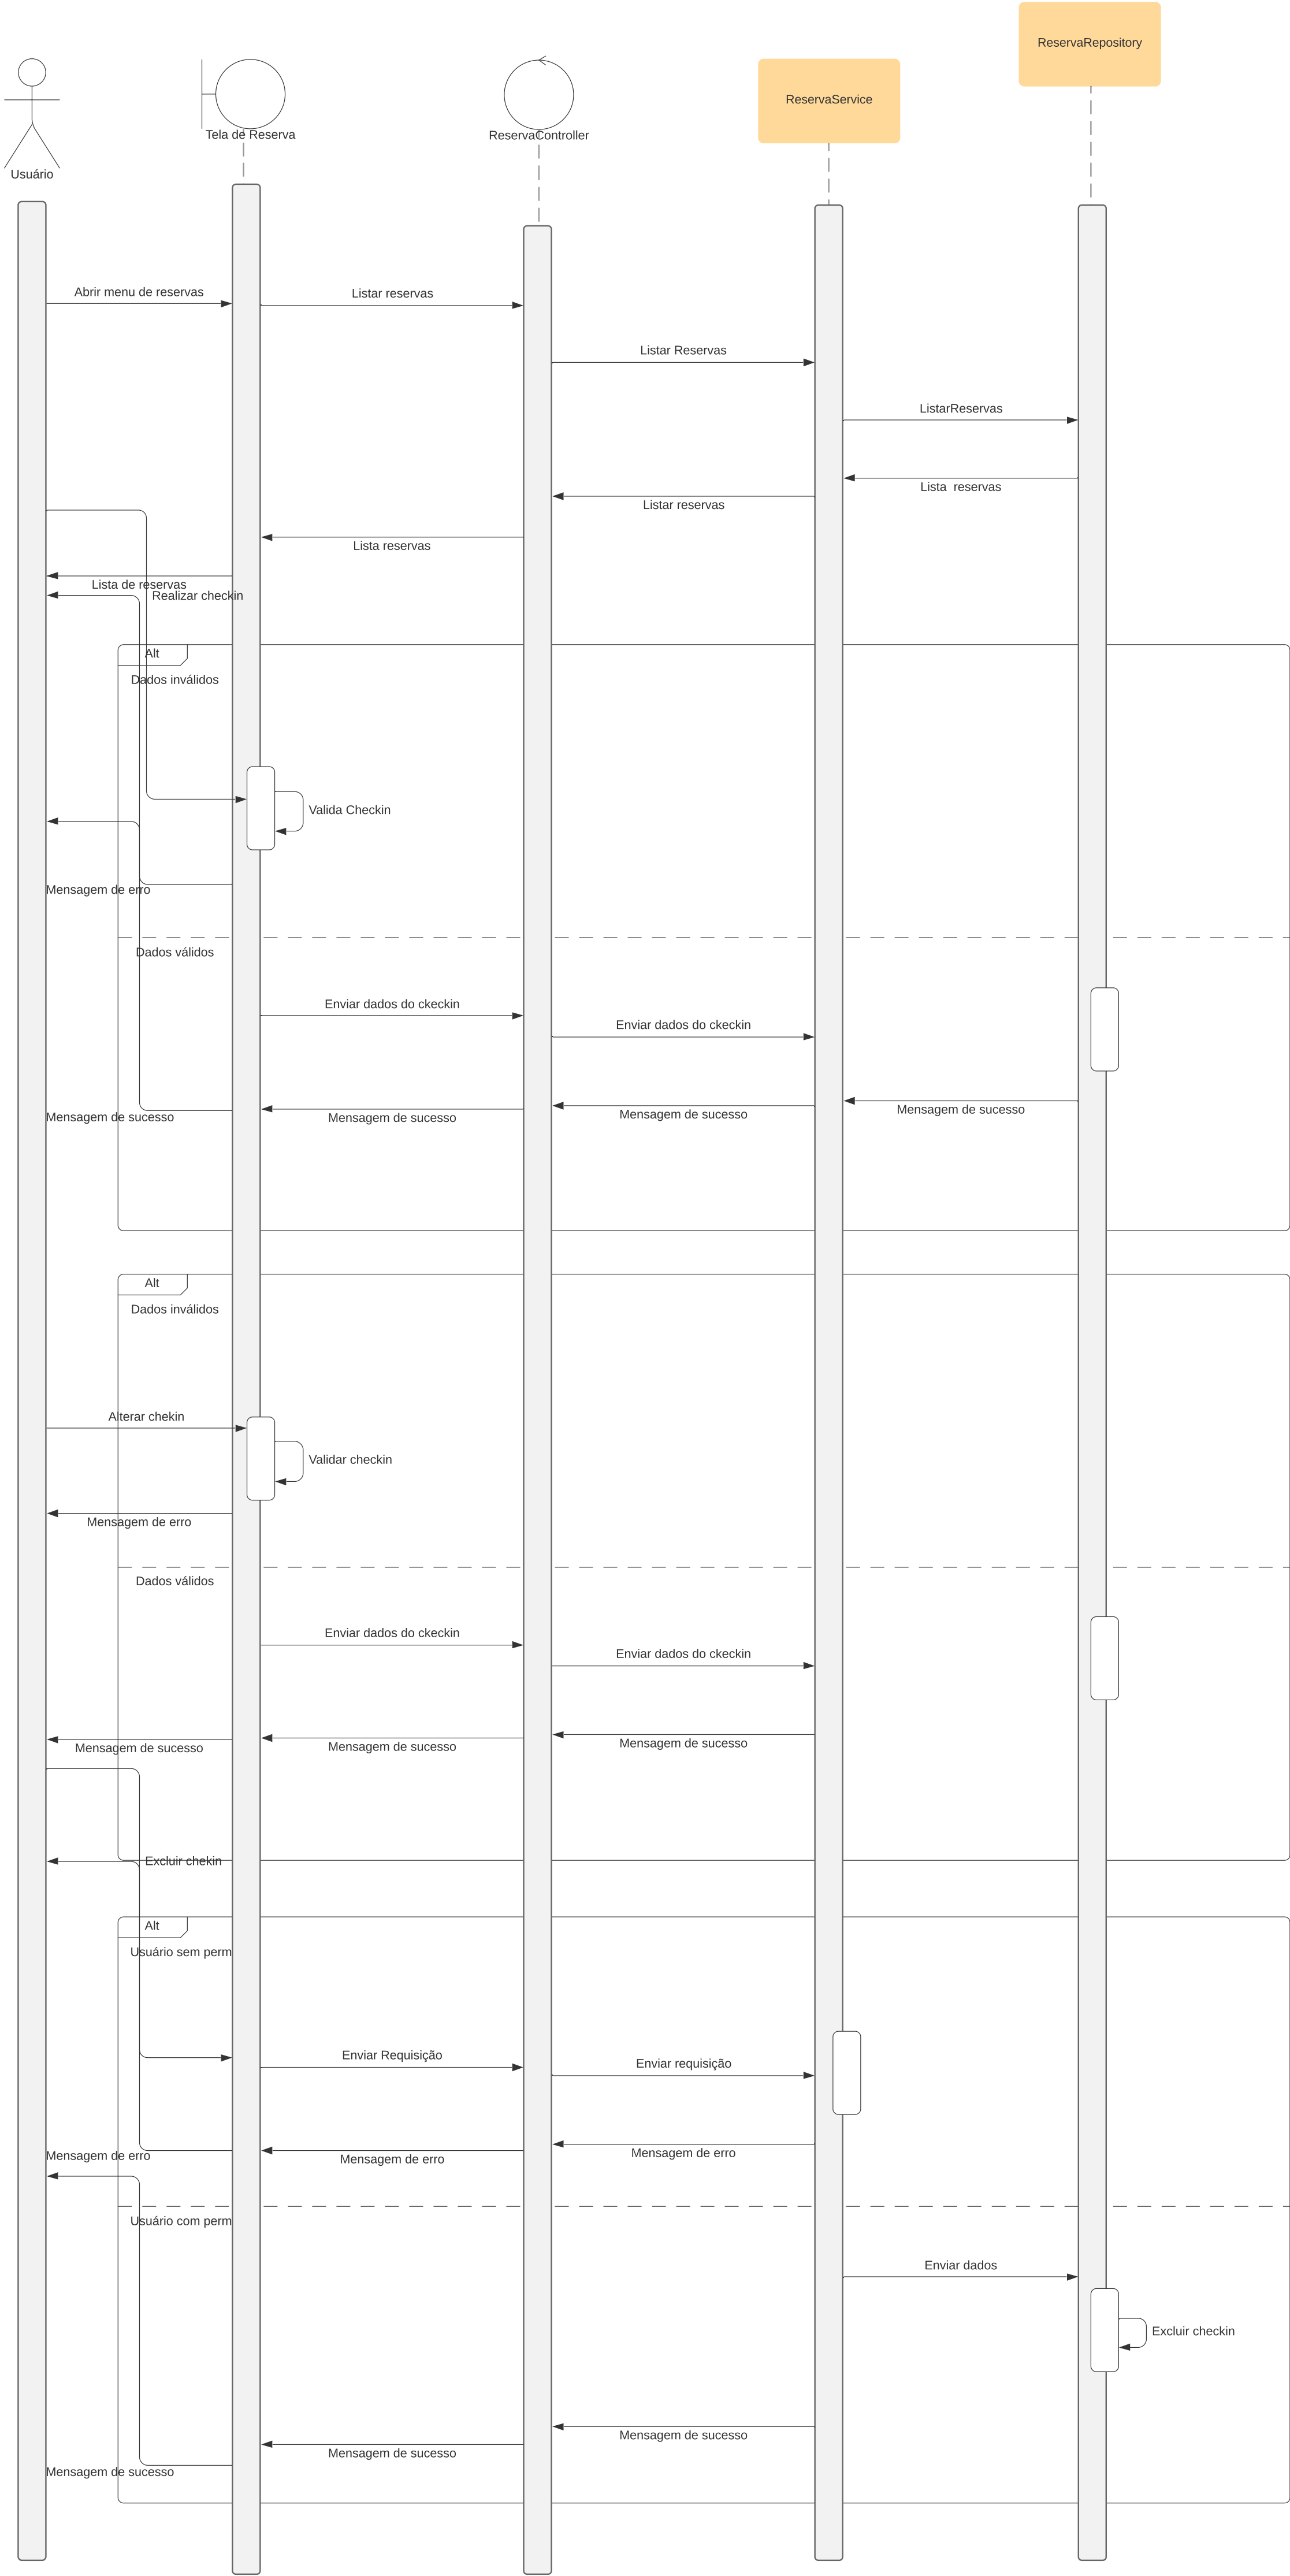 ReservaRepository
ReservaService
Tela de Reserva
ReservaController
Usuário
Abrir menu de reservas
Listar reservas
Listar Reservas
ListarReservas
Lista  reservas
Listar reservas
Lista reservas
Lista de reservas
Realizar checkin
Alt
Dados inválidos
Valida Checkin
Mensagem de erro
Dados válidos
Enviar dados do ckeckin
Enviar dados do ckeckin
Mensagem de sucesso
Mensagem de sucesso
Mensagem de sucesso
Mensagem de sucesso
Alt
Dados inválidos
Alterar chekin
Validar checkin
Mensagem de erro
Dados válidos
Enviar dados do ckeckin
Enviar dados do ckeckin
Mensagem de sucesso
Mensagem de sucesso
Mensagem de sucesso
Excluir chekin
Alt
Usuário sem perm
Enviar Requisição
Enviar requisição
Mensagem de erro
Mensagem de erro
Mensagem de erro
Usuário com perm
Enviar dados
Excluir checkin
Mensagem de sucesso
Mensagem de sucesso
Mensagem de sucesso